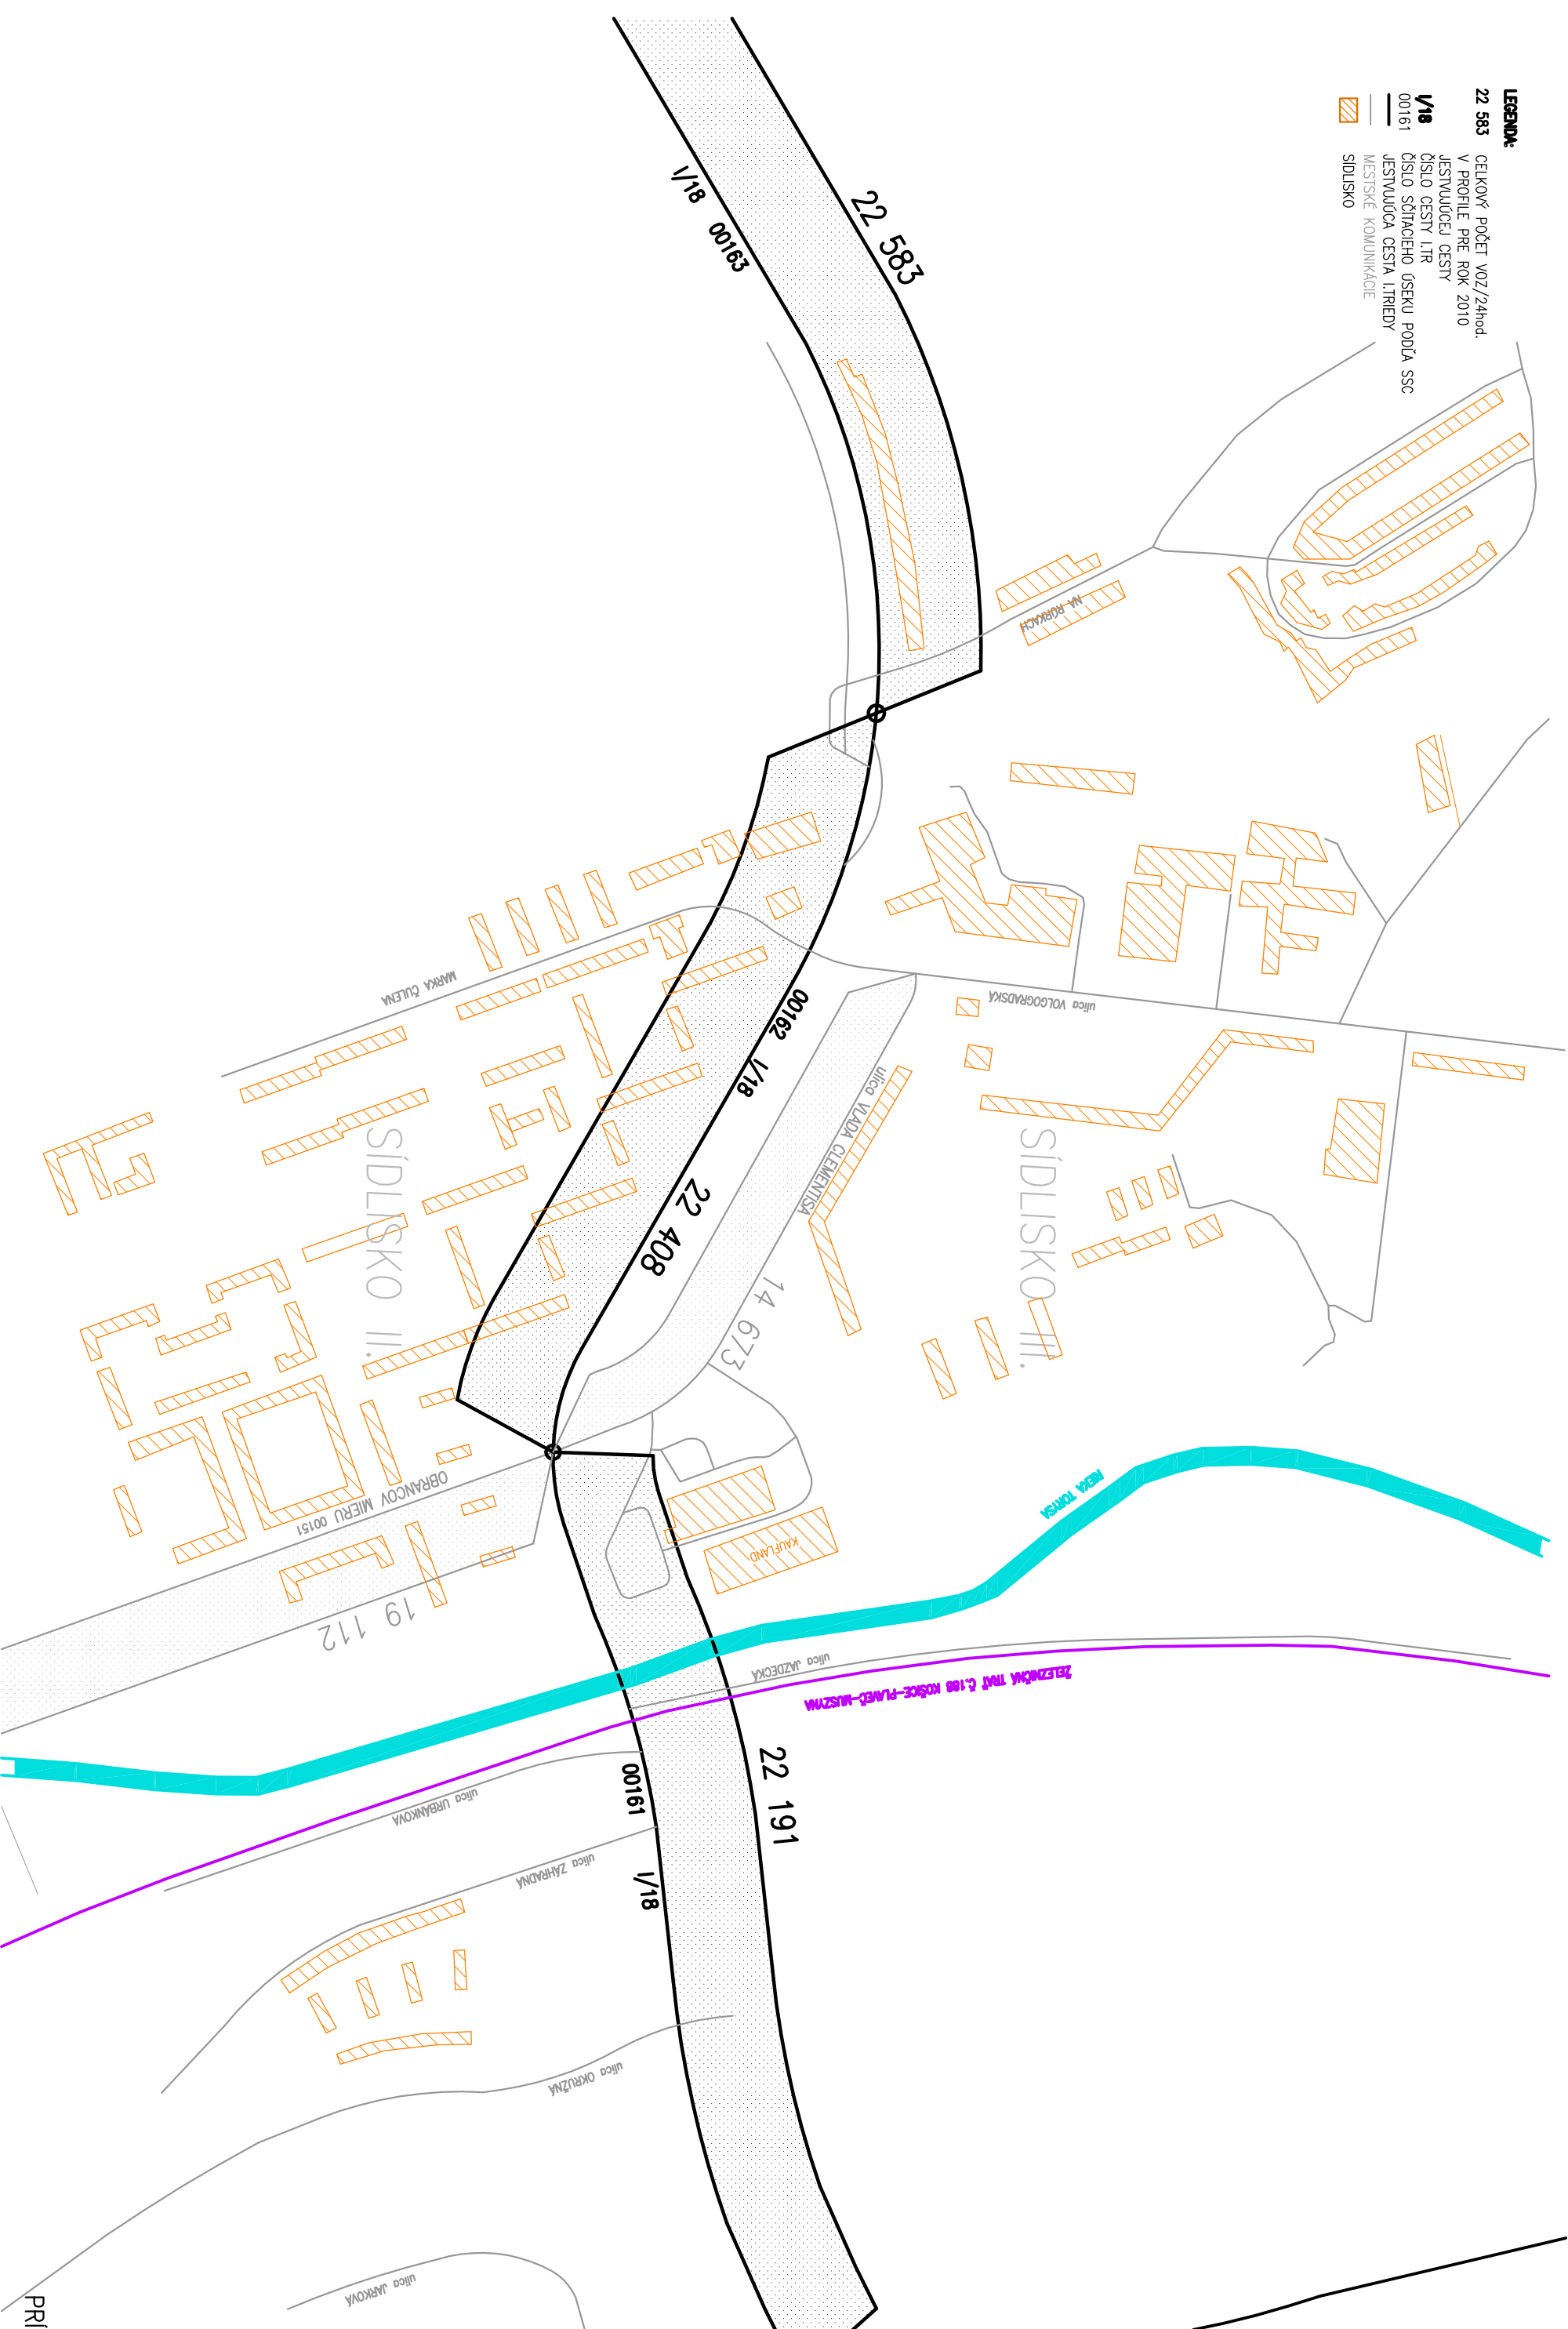 LEGENDA:
22 583 CELKOVÝ POČET VOZ/24hod.
V PROFILE PRE ROK 2010
JESTVUJÚCEJ CESTY
I/18 ČÍSLO CESTY I.TR
00161 ČÍSLO SČÍTACIEHO ÚSEKU PODĽA SSC
JESTVUJÚCA CESTA I.TRIEDY
MESTSKÉ KOMUNIKÁCIE
SÍDLISKO
22 583
I/18 00163
NA RÚRKACH
ulica VOLGOGRADSKÁ
MARKA ČULENA
00162 I/18
22 408
ulica VLADA CLEMENTISA
14 673
SÍDLISKO III.
SÍDLISKO II.
OBRANCOV MIERU 00151
19 112
KAUFLAND
RIEKA TORYSA
ulica JAZDECKÁ
ŽELEZNIČNÁ TRAŤ Č.188 KOŠICE-PLAVEČ-MUSZYNA
22 191
00161 I/18
ulica URBÁNKOVA
ulica ZÁHRADNÁ
ulica OKRUŽNÁ
ulica JARKOVÁ
PRÍ